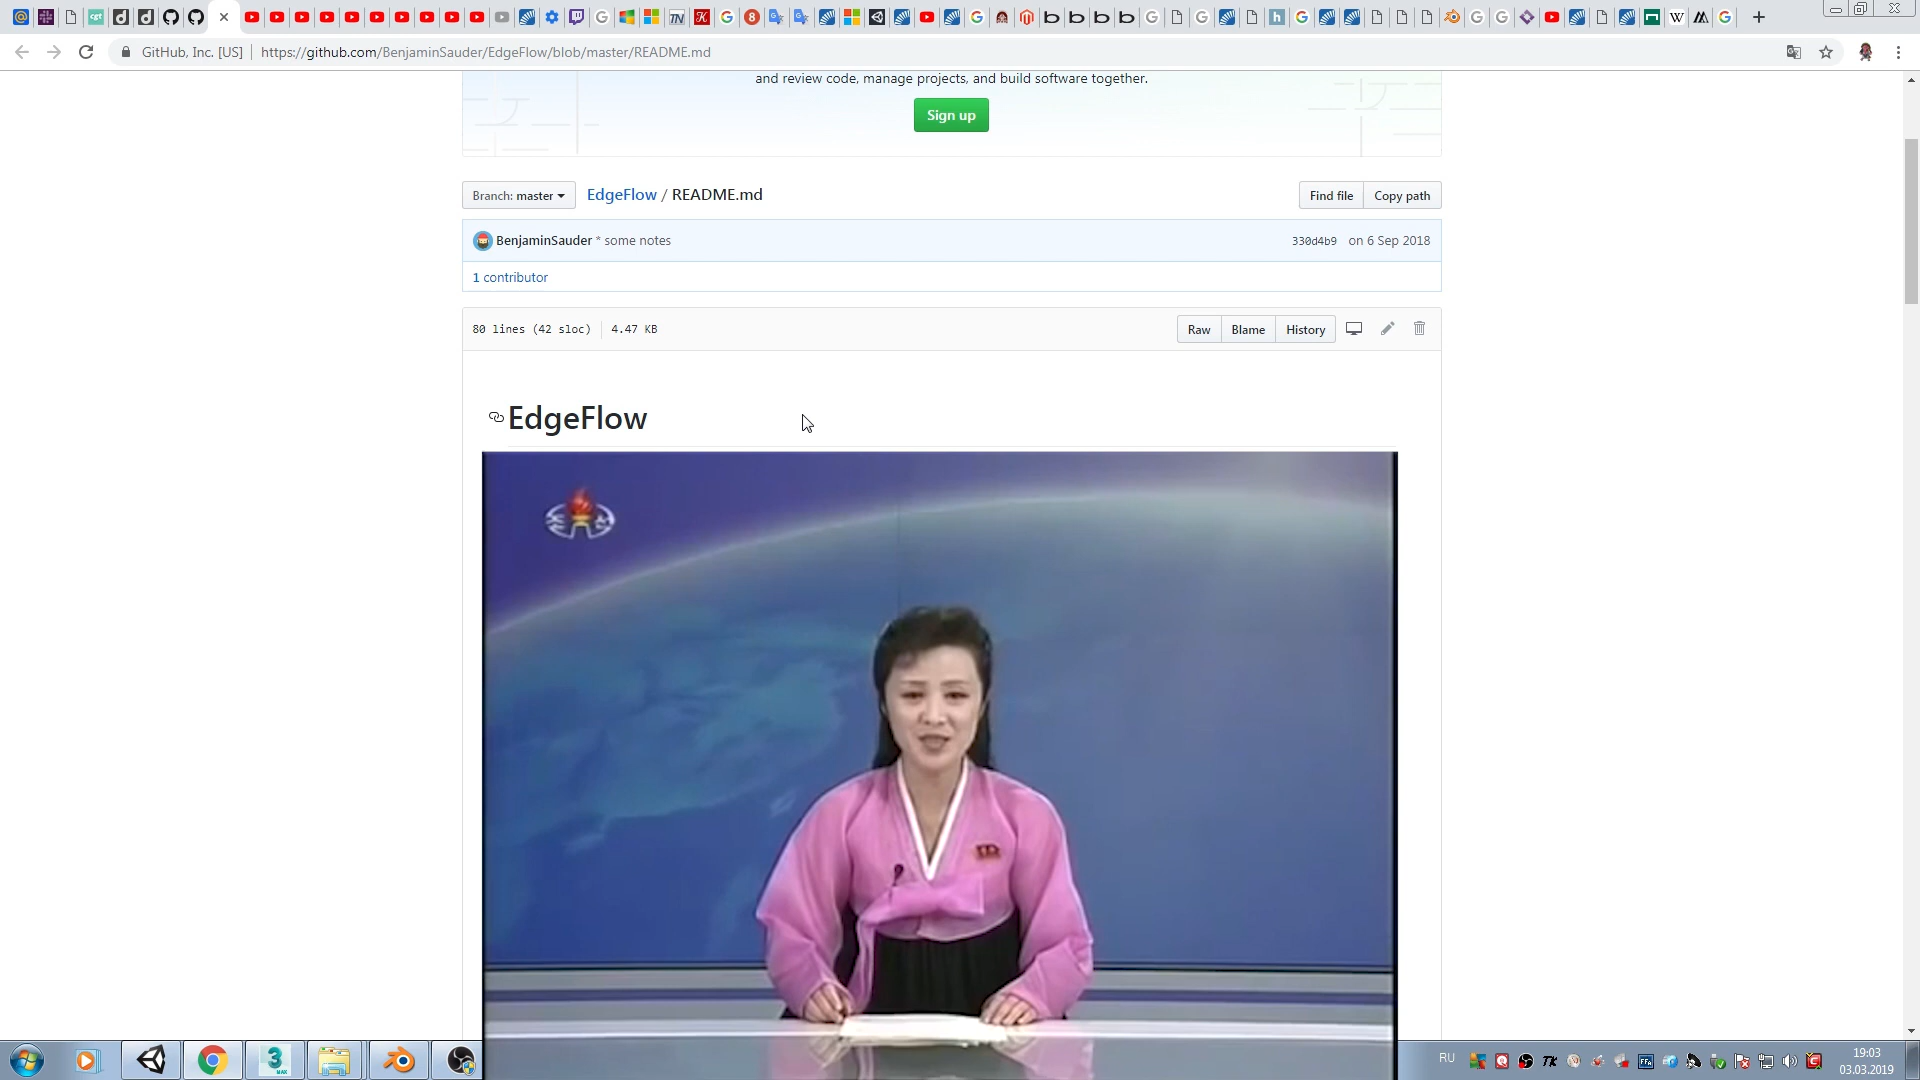 GitHub, Inc. [US] https://github.com/BenjaminSauder/EdgeFlow/blob/master/README.md
and review code, manage projects, and build software together.
Sign up
Branch: master EdgeFlow / README.md Find file Copy path
BenjaminSauder * some notes 330d4b9 on 6 Sep 2018
1 contributor
80 lines (42 sloc) 4.47 KB Raw Blame History
EdgeFlow
RU 19:03
03.03.2019